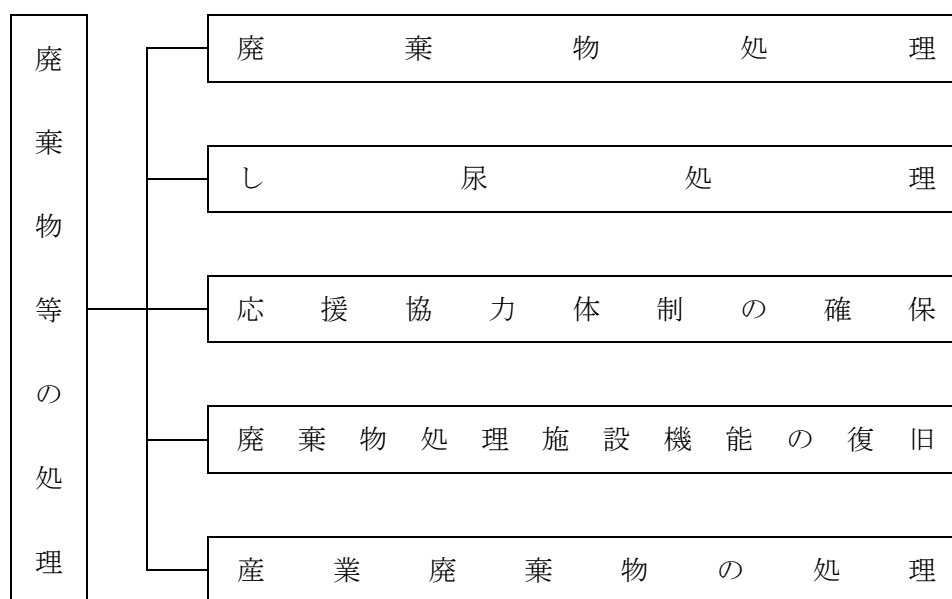 廃棄物等の処理
廃棄物処理
し尿処理
応援協力体制の確保
廃棄物処理施設機能の復旧
産業廃棄物の処理